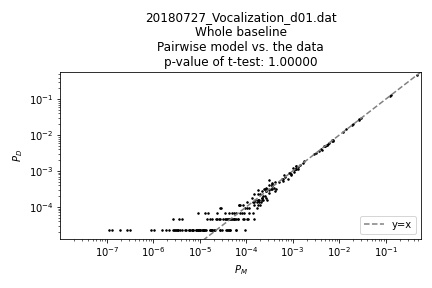 20180727_Vocalization_d01.dat
Whole baseline
Pairwise model vs. the data
p-value of t-test: 1.00000
10⁻¹
10⁻²
10⁻³
10⁻⁴
P_D
y=x
10⁻⁷ 10⁻⁶ 10⁻⁵ 10⁻⁴ 10⁻³ 10⁻² 10⁻¹
P_M